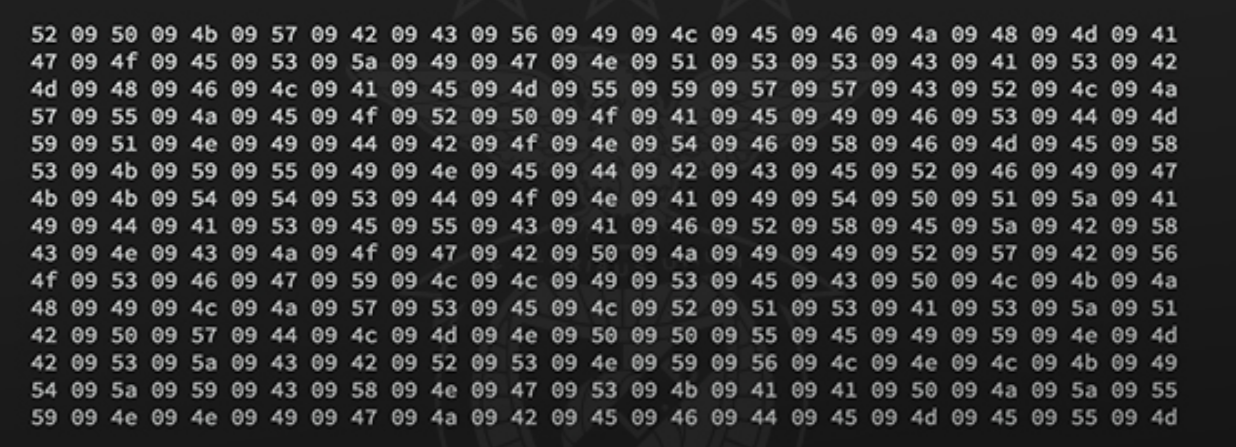 52 09 50 09 4b 09 57 09 42 09 43 09 56 09 49 09 4c 09 45 09 46 09 4a 09 48 09 4d 09 41
47 09 4f 09 45 09 53 09 5a 09 49 09 47 09 4e 09 51 09 53 09 53 09 43 09 41 09 53 09 42
4d 09 48 09 46 09 4c 09 41 09 45 09 4d 09 55 09 59 09 57 09 57 09 43 09 52 09 4c 09 4a
57 09 55 09 4a 09 45 09 4f 09 52 09 50 09 4f 09 41 09 45 09 49 09 46 09 53 09 44 09 4d
59 09 51 09 4e 09 49 09 44 09 42 09 4f 09 4e 09 54 09 46 09 58 09 46 09 4d 09 45 09 58
53 09 4b 09 59 09 55 09 49 09 4e 09 45 09 44 09 42 09 43 09 45 09 52 09 46 09 49 09 47
4b 09 4b 09 54 09 54 09 53 09 44 09 4f 09 4e 09 41 09 49 09 54 09 50 09 51 09 5a 09 41
49 09 44 09 41 09 53 09 45 09 55 09 43 09 41 09 46 09 52 09 58 09 45 09 5a 09 42 09 58
43 09 4e 09 43 09 4a 09 4f 09 47 09 42 09 50 09 4a 09 49 09 49 09 52 09 57 09 42 09 56
4f 09 53 09 46 09 47 09 59 09 4c 09 4c 09 49 09 53 09 45 09 43 09 50 09 4c 09 4b 09 4a
48 09 49 09 4c 09 4a 09 57 09 53 09 45 09 4c 09 52 09 51 09 53 09 41 09 53 09 5a 09 51
42 09 50 09 57 09 44 09 4c 09 4d 09 4e 09 50 09 50 09 55 09 45 09 49 09 59 09 4e 09 4d
42 09 53 09 5a 09 43 09 42 09 52 09 53 09 4e 09 59 09 56 09 4c 09 4e 09 4c 09 4b 09 49
54 09 5a 09 59 09 43 09 58 09 4e 09 47 09 53 09 4b 09 41 09 41 09 50 09 4a 09 5a 09 55
59 09 4e 09 4e 09 49 09 47 09 4a 09 42 09 45 09 46 09 44 09 45 09 4d 09 45 09 55 09 4d